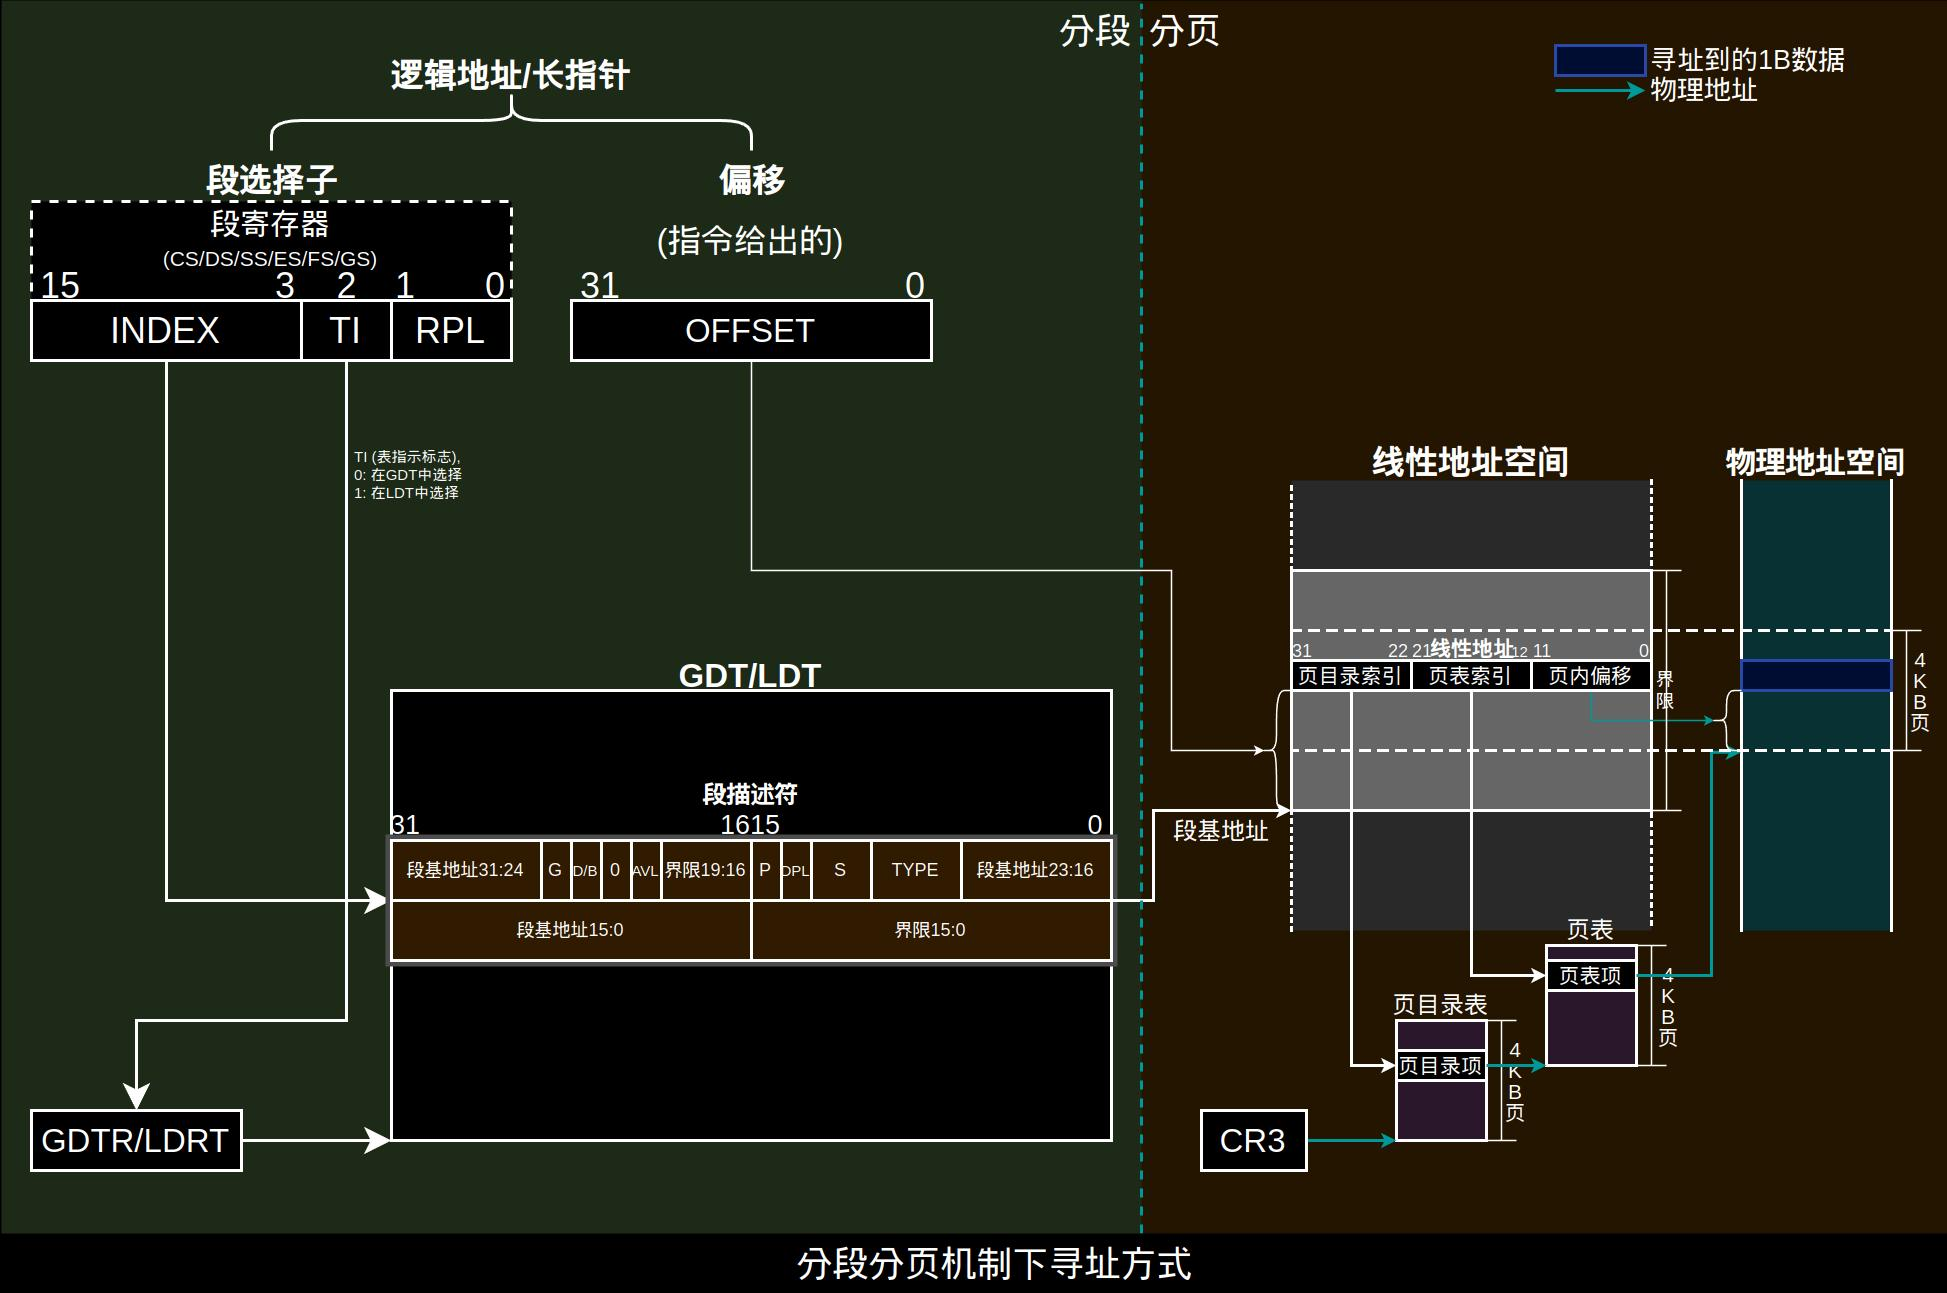 分段 分页
寻址到的1B数据
物理地址
逻辑地址/长指针
段选择子
偏移
段寄存器
(CS/DS/SS/ES/FS/GS)
(指令给出的)
15 3 2 1 0
31 0
INDEX TI RPL
OFFSET
TI (表指示标志),
0: 在GDT中选择
1: 在LDT中选择
GDT/LDT
段描述符
31 1615 0
段基地址31:24 G D/B 0 AVL 界限19:16 P DPL S TYPE 段基地址23:16
段基地址15:0 界限15:0
GDTR/LDRT
线性地址空间
物理地址空间
线性地址
31 22 21 12 11 0
页目录索引 页表索引 页内偏移
界
限
4
K
B
页
段基地址
页表
页表项
4
K
B
页
页目录表
页目录项
4
K
B
页
CR3
分段分页机制下寻址方式